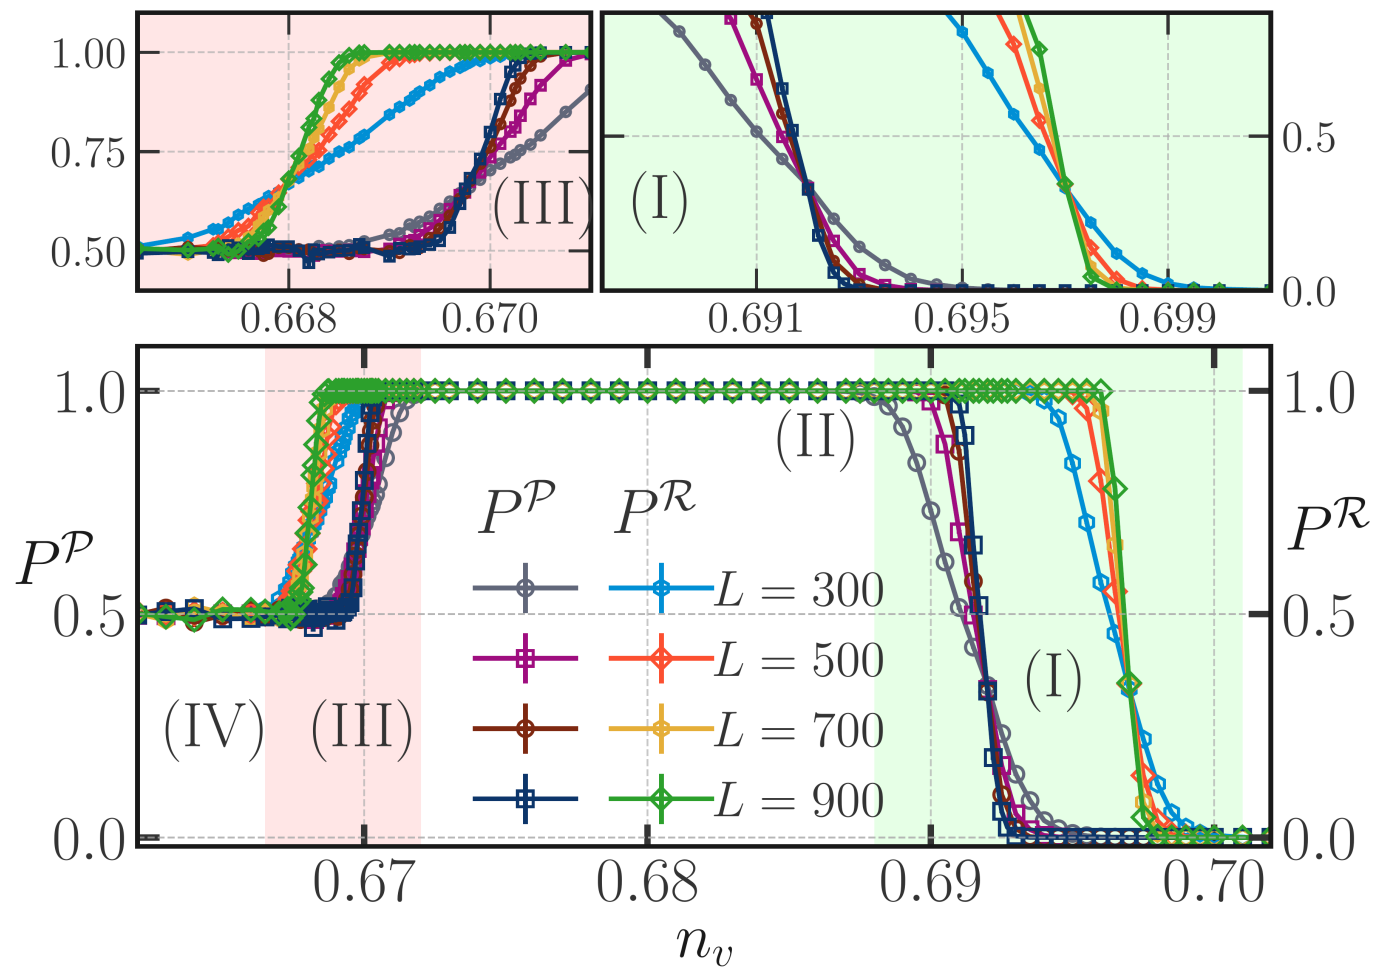 1.00
0.75
0.50
(III)
0.668
0.670
(I)
0.5
0.0
0.691
0.695
0.699
1.0
0.5
0.0
P^𝒫
1.0
0.5
0.0
P^ℛ
(II)
P^𝒫 P^ℛ
L = 300
L = 500
L = 700
L = 900
(I)
(IV)
(III)
0.67
0.68
0.69
0.70
n_v